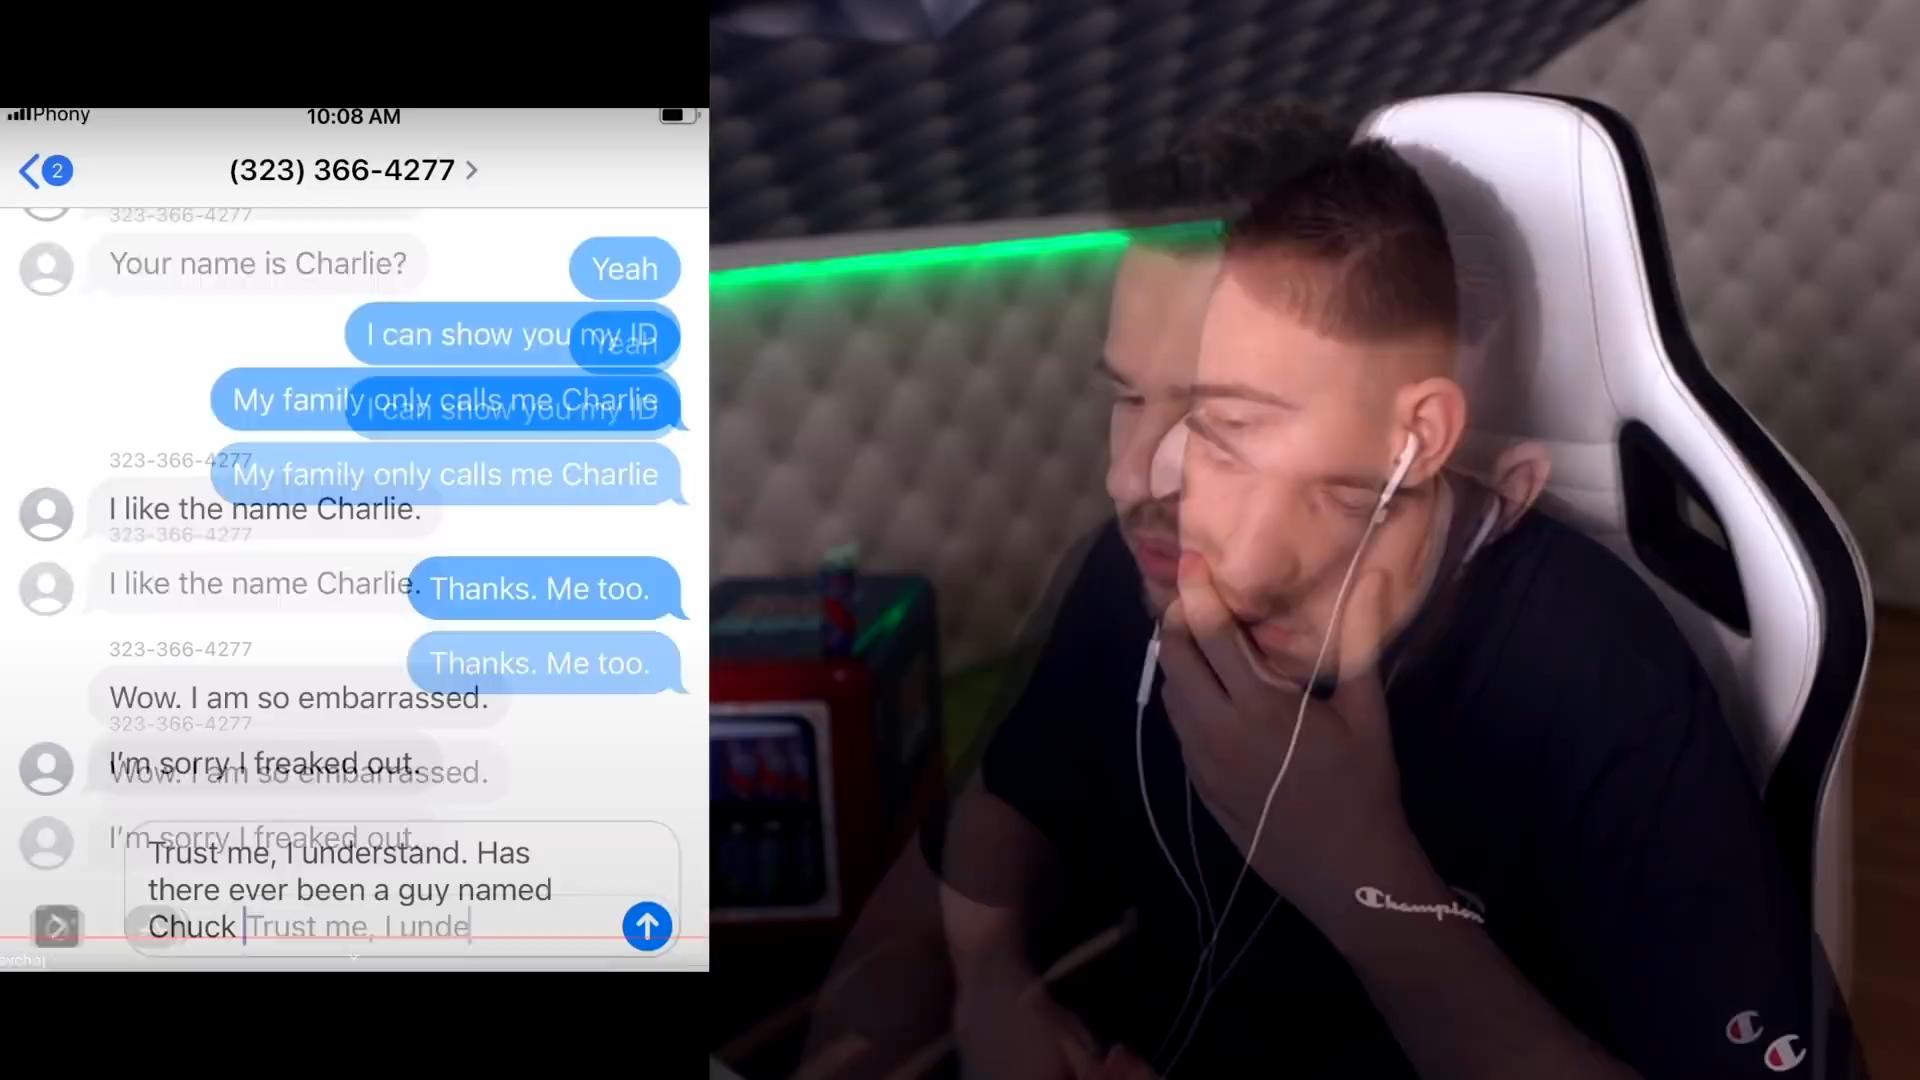 Phony
10:08 AM
2
(323) 366-4277
323-366-4277
Your name is Charlie?
Yeah
I can show you my ID
Yeah
My family only calls me Charlie
I can show you my ID
323-366-4277
My family only calls me Charlie
I like the name Charlie.
323-366-4277
I like the name Charlie.
Thanks. Me too.
323-366-4277
Thanks. Me too.
Wow. I am so embarrassed.
323-366-4277
I'm sorry I freaked out.
Wow. I am so embarrassed.
I'm sorry I freaked out.
Trust me, I understand. Has
there ever been a guy named
Chuck
Trust me, I unde
Champion